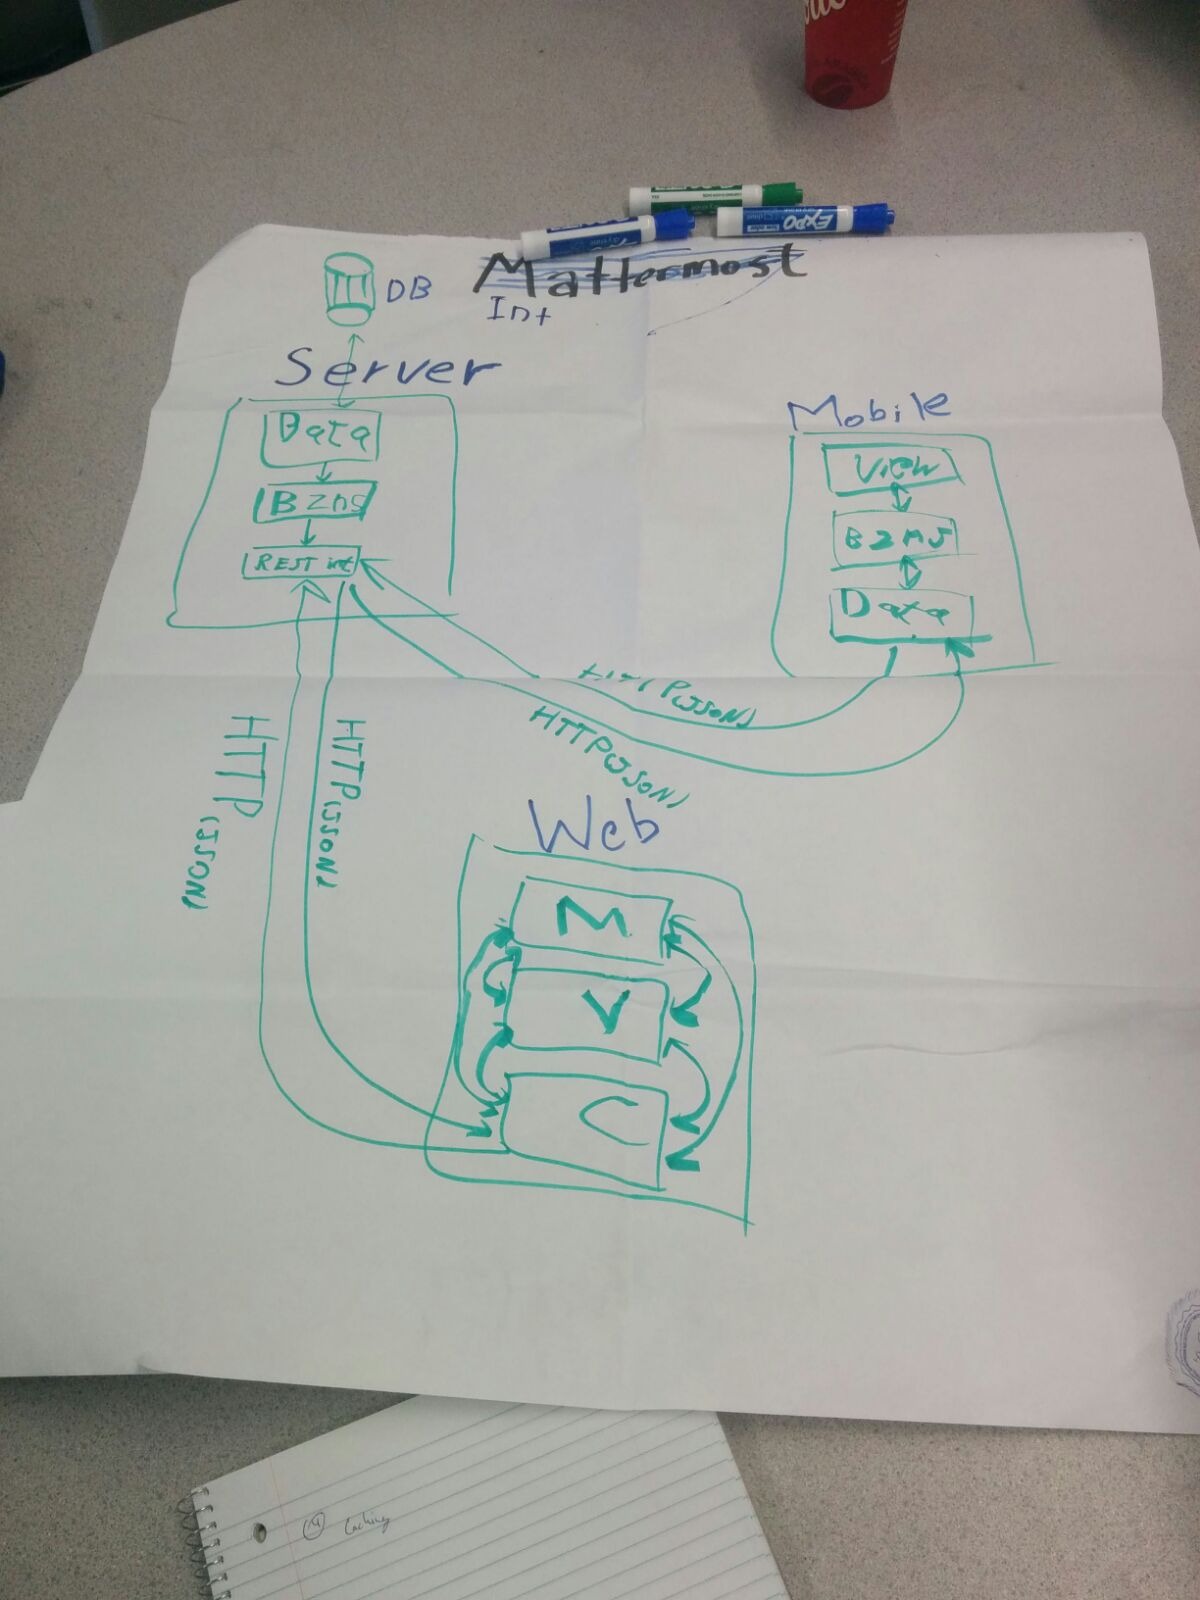 EXPO
Mattermost
Int
DB
Server
Data
Bzns
REST int
Mobile
View
Bzns
Data
HTTP(JSON)
HTTP(JSON)
HTTP(JSON)
HTTP(JSON)
Web
M
V
C
Caching